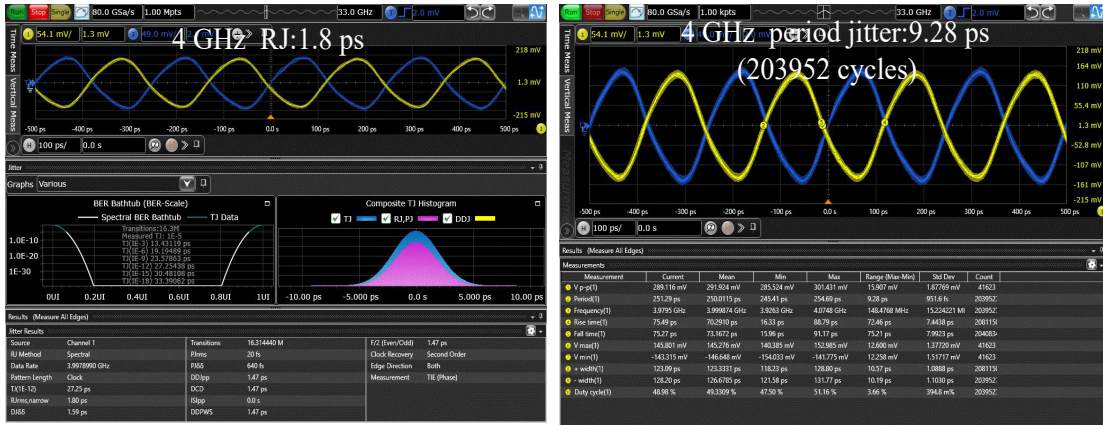 Run Stop Single 80.0 GSa/s 1.00 Mpts 33.0 GHz T 2.0 mV
1 54.1 mV/ 1.3 mV
4 GHz RJ:1.8 ps
Time Meas
Vertical Meas
218 mV
1.3 mV
-215 mV
-500 ps -400 ps -300 ps -200 ps -100 ps 0.0 s 100 ps 200 ps 300 ps 400 ps 500 ps
H 100 ps/ 0.0 s
Jitter
Graphs Various
BER Bathtub (BER-Scale)
Spectral BER Bathtub TJ Data
Transitions:16.3M
Measured TJ: 1E-5
TJ(1E-3) 13.43119 ps
TJ(1E-6) 19.19489 ps
TJ(1E-9) 23.57863 ps
TJ(1E-12) 27.25438 ps
TJ(1E-15) 30.48108 ps
TJ(1E-18) 33.39062 ps
1.0E-10
1.0E-20
1E-30
0UI 0.2UI 0.4UI 0.6UI 0.8UI 1UI
Composite TJ Histogram
TJ RJ,PJ DDJ
-10.00 ps -5.000 ps 0.0 s 5.000 ps 10.00 ps
Results (Measure All Edges)
Jitter Results
Source Channel 1 Transitions 16.314440 M F/2 (Even/Odd) 1.47 ps
RJ Method Spectral PJrms 20 fs Clock Recovery Second Order
Data Rate 3.9978990 GHz PJδδ 640 fs Edge Direction Both
Pattern Length Clock DDJpp 1.47 ps Measurement TIE (Phase)
TJ(1E-12) 27.25 ps DCD 1.47 ps
RJrms,narrow 1.80 ps ISIpp 0.0 s
DJδδ 1.59 ps DDPWS 1.47 ps
Run Stop Single 80.0 GSa/s 1.00 kpts 33.0 GHz T 2.0 mV
1 54.1 mV/ 1.3 mV
4 GHz period jitter:9.28 ps
(203952 cycles)
Time Meas
Vertical Meas
Measurements
218 mV
164 mV
110 mV
55.4 mV
1.3 mV
-52.8 mV
-107 mV
-161 mV
-215 mV
-500 ps -400 ps -300 ps -200 ps -100 ps 0.0 s 100 ps 200 ps 300 ps 400 ps 500 ps
H 100 ps/ 0.0 s
Results (Measure All Edges)
Measurements
Measurement Current Mean Min Max Range (Max-Min) Std Dev Count
V p-p(1) 289.116 mV 291.924 mV 285.524 mV 301.431 mV 15.907 mV 1.87769 mV 41623
Period(1) 251.29 ps 250.0115 ps 245.41 ps 254.69 ps 9.28 ps 951.6 fs 203952
Frequency(1) 3.9795 GHz 3.999874 GHz 3.9263 GHz 4.0748 GHz 148.4768 MHz 15.224221 MI 203952
Rise time(1) 75.49 ps 70.2910 ps 16.33 ps 88.79 ps 72.46 ps 7.4438 ps 208115
Fall time(1) 75.27 ps 73.1672 ps 15.96 ps 91.17 ps 75.21 ps 7.9923 ps 204083
V max(1) 145.801 mV 145.276 mV 140.385 mV 152.985 mV 12.600 mV 1.37720 mV 41623
V min(1) -143.315 mV -146.648 mV -154.033 mV -141.775 mV 12.258 mV 1.51717 mV 41623
+ width(1) 123.09 ps 123.3331 ps 118.23 ps 128.80 ps 10.57 ps 1.0888 ps 208115
- width(1) 128.20 ps 126.6785 ps 121.58 ps 131.77 ps 10.19 ps 1.1030 ps 203952
Duty cycle(1) 48.98 % 49.3309 % 47.50 % 51.16 % 3.66 % 394.8 m% 203952